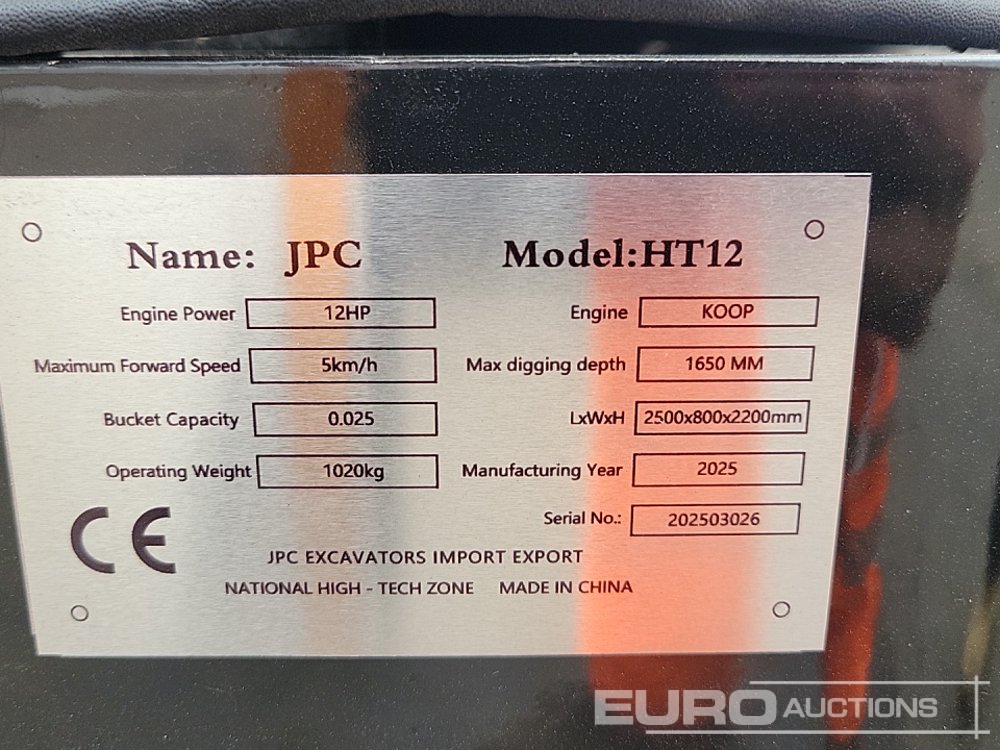 Name: JPC Model:HT12
Engine Power 12HP Engine KOOP
Maximum Forward Speed 5km/h Max digging depth 1650 MM
Bucket Capacity 0.025 LxWxH 2500x800x2200mm
Operating Weight 1020kg Manufacturing Year 2025
Serial No.: 202503026
CE
JPC EXCAVATORS IMPORT EXPORT
NATIONAL HIGH - TECH ZONE MADE IN CHINA
EURO AUCTIONS